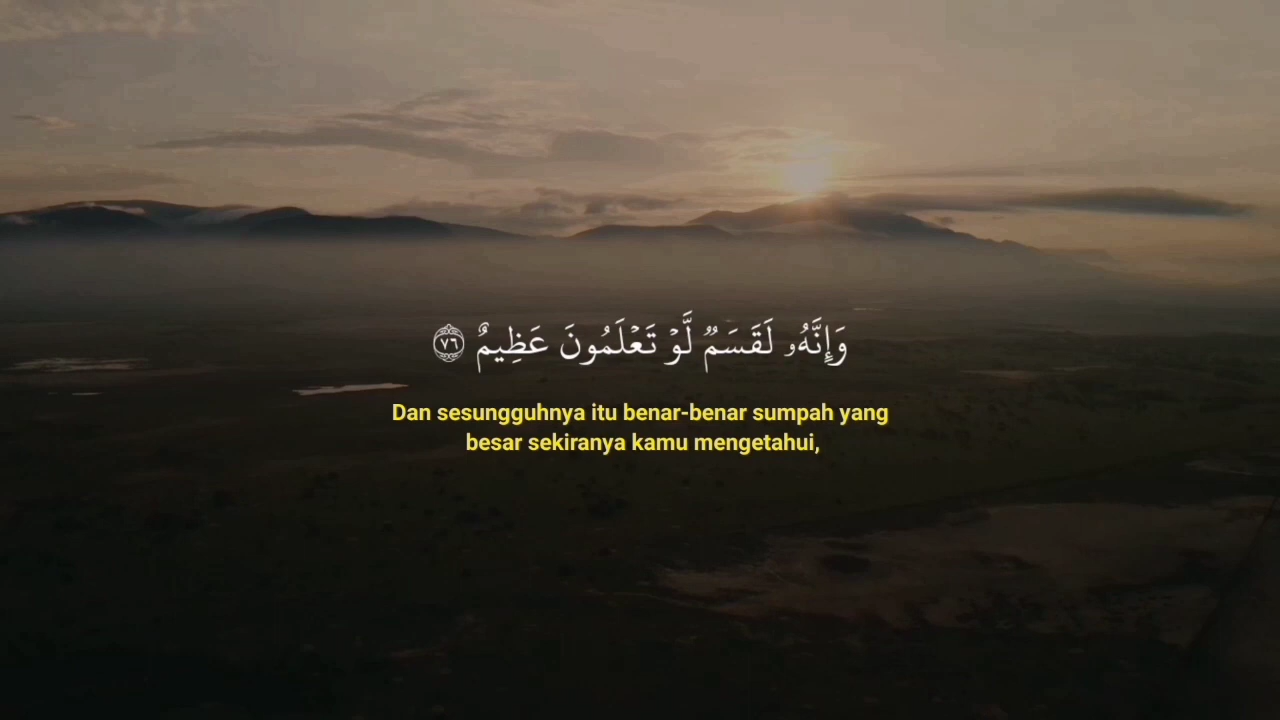 وَإِنَّهُۥ لَقَسَمٌ لَّوْ تَعْلَمُونَ عَظِيمٌ ٧٦
Dan sesungguhnya itu benar-benar sumpah yang
besar sekiranya kamu mengetahui,